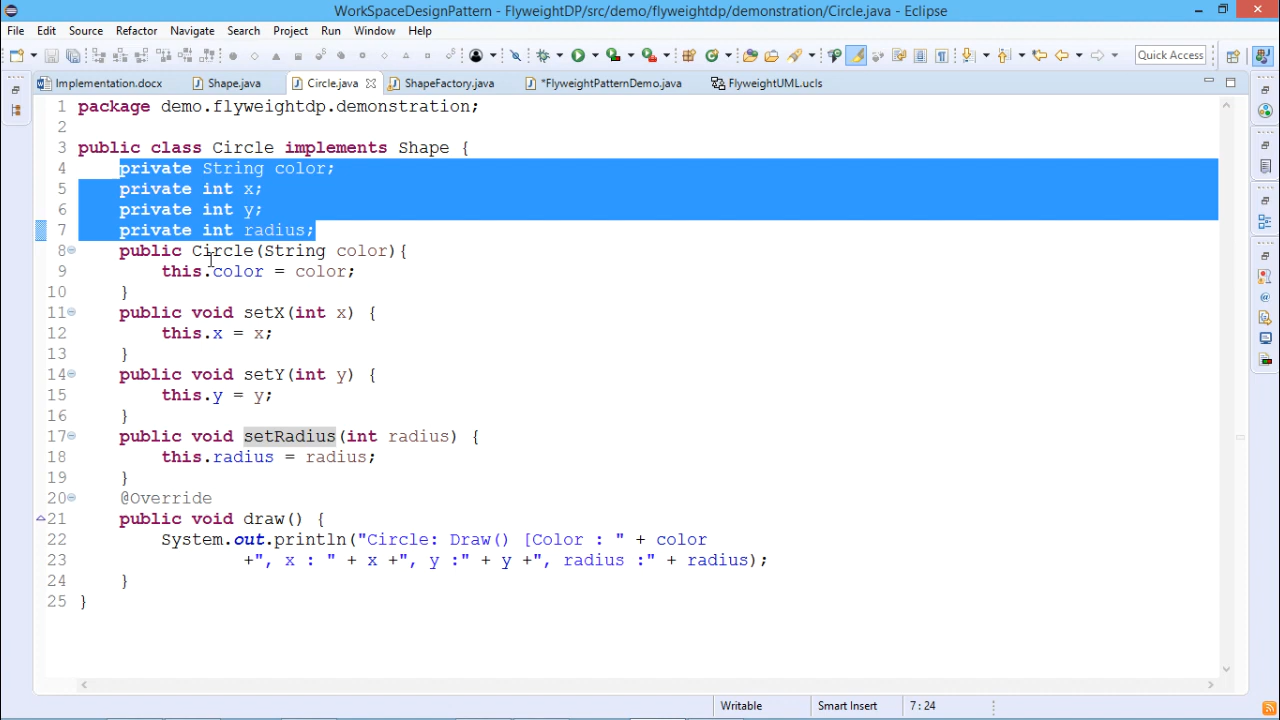 WorkSpaceDesignPattern - FlyweightDP/src/demo/flyweightdp/demonstration/Circle.java - Eclipse
File Edit Source Refactor Navigate Search Project Run Window Help
Quick Access
Implementation.docx Shape.java Circle.java ShapeFactory.java *FlyweightPatternDemo.java FlyweightUML.ucls
1 package demo.flyweightdp.demonstration;
2
3 public class Circle implements Shape {
4 private String color;
5 private int x;
6 private int y;
7 private int radius;
8 public Circle(String color){
9 this.color = color;
10 }
11 public void setX(int x) {
12 this.x = x;
13 }
14 public void setY(int y) {
15 this.y = y;
16 }
17 public void setRadius(int radius) {
18 this.radius = radius;
19 }
20 @Override
21 public void draw() {
22 System.out.println("Circle: Draw() [Color : " + color
23 +", x : " + x +", y :" + y +", radius :" + radius);
24 }
25 }
Writable Smart Insert 7 : 24